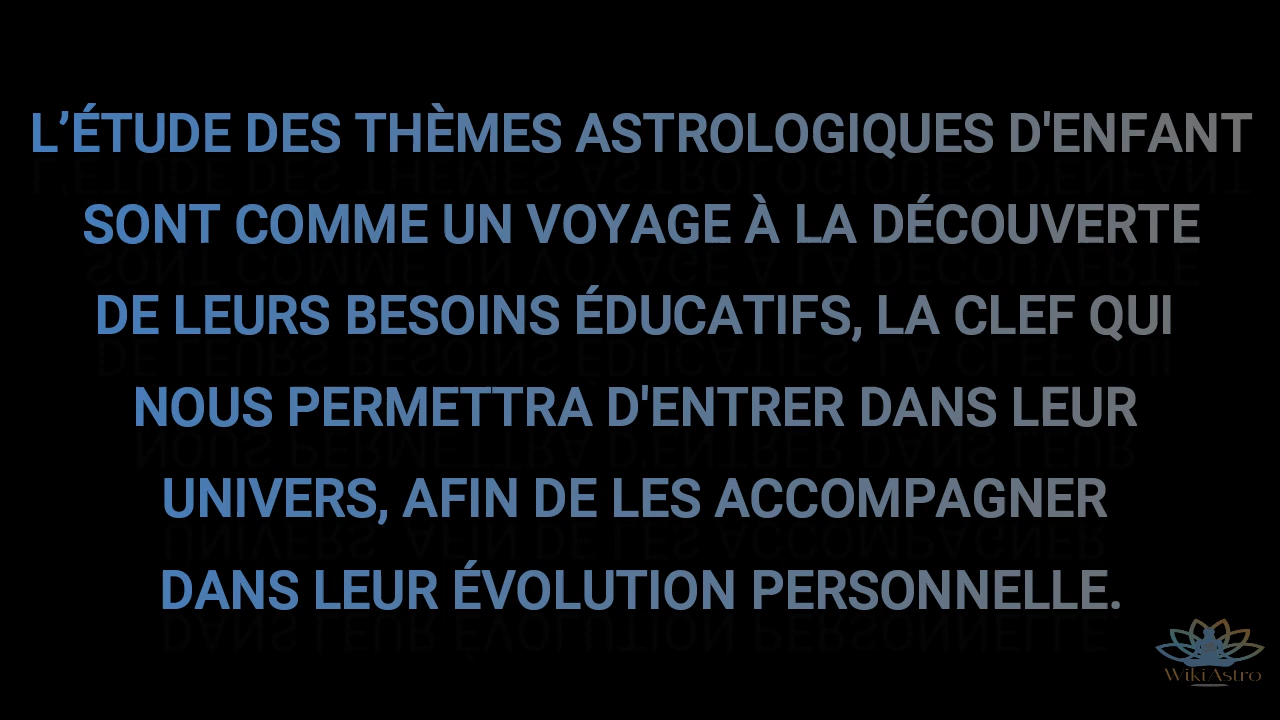 L’ÉTUDE DES THÈMES ASTROLOGIQUES D'ENFANT
SONT COMME UN VOYAGE À LA DÉCOUVERTE
DE LEURS BESOINS ÉDUCATIFS, LA CLEF QUI
NOUS PERMETTRA D'ENTRER DANS LEUR
UNIVERS, AFIN DE LES ACCOMPAGNER
DANS LEUR ÉVOLUTION PERSONNELLE.
WikiAstro